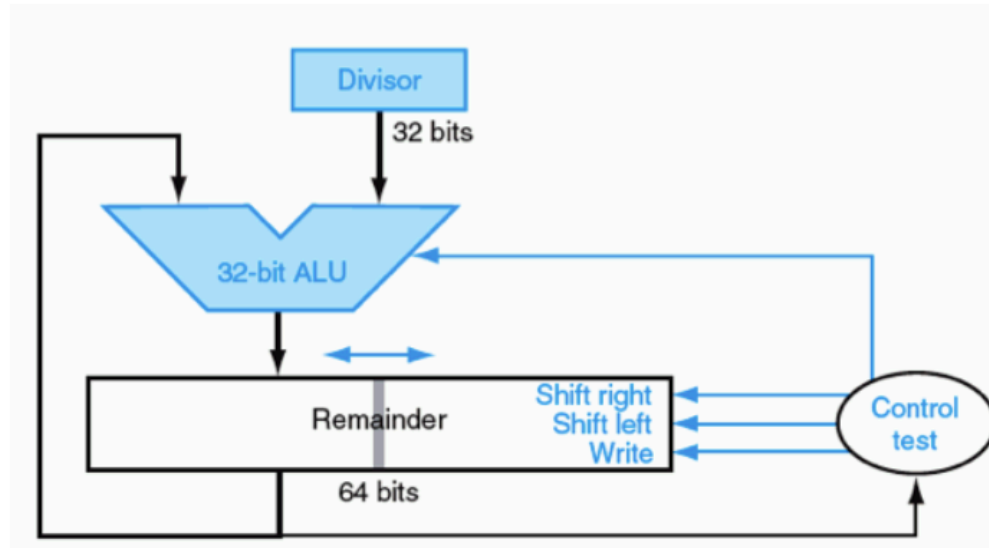 Divisor
32 bits
32-bit ALU
Remainder
Shift right
Shift left
Write
64 bits
Control
test